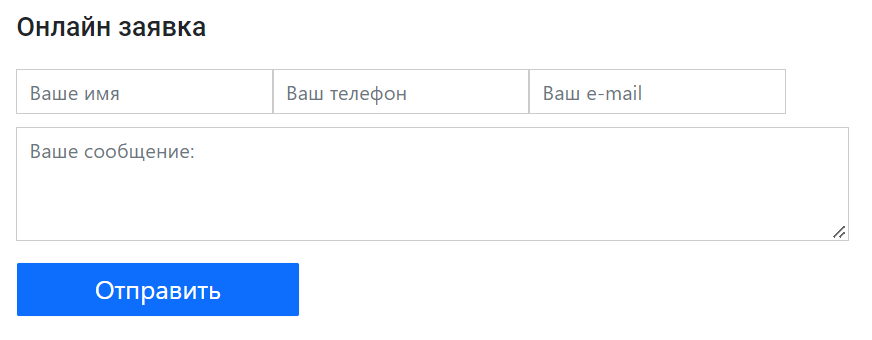 Онлайн заявка
Ваше имя Ваш телефон Ваш e-mail
Ваше сообщение:
Отправить